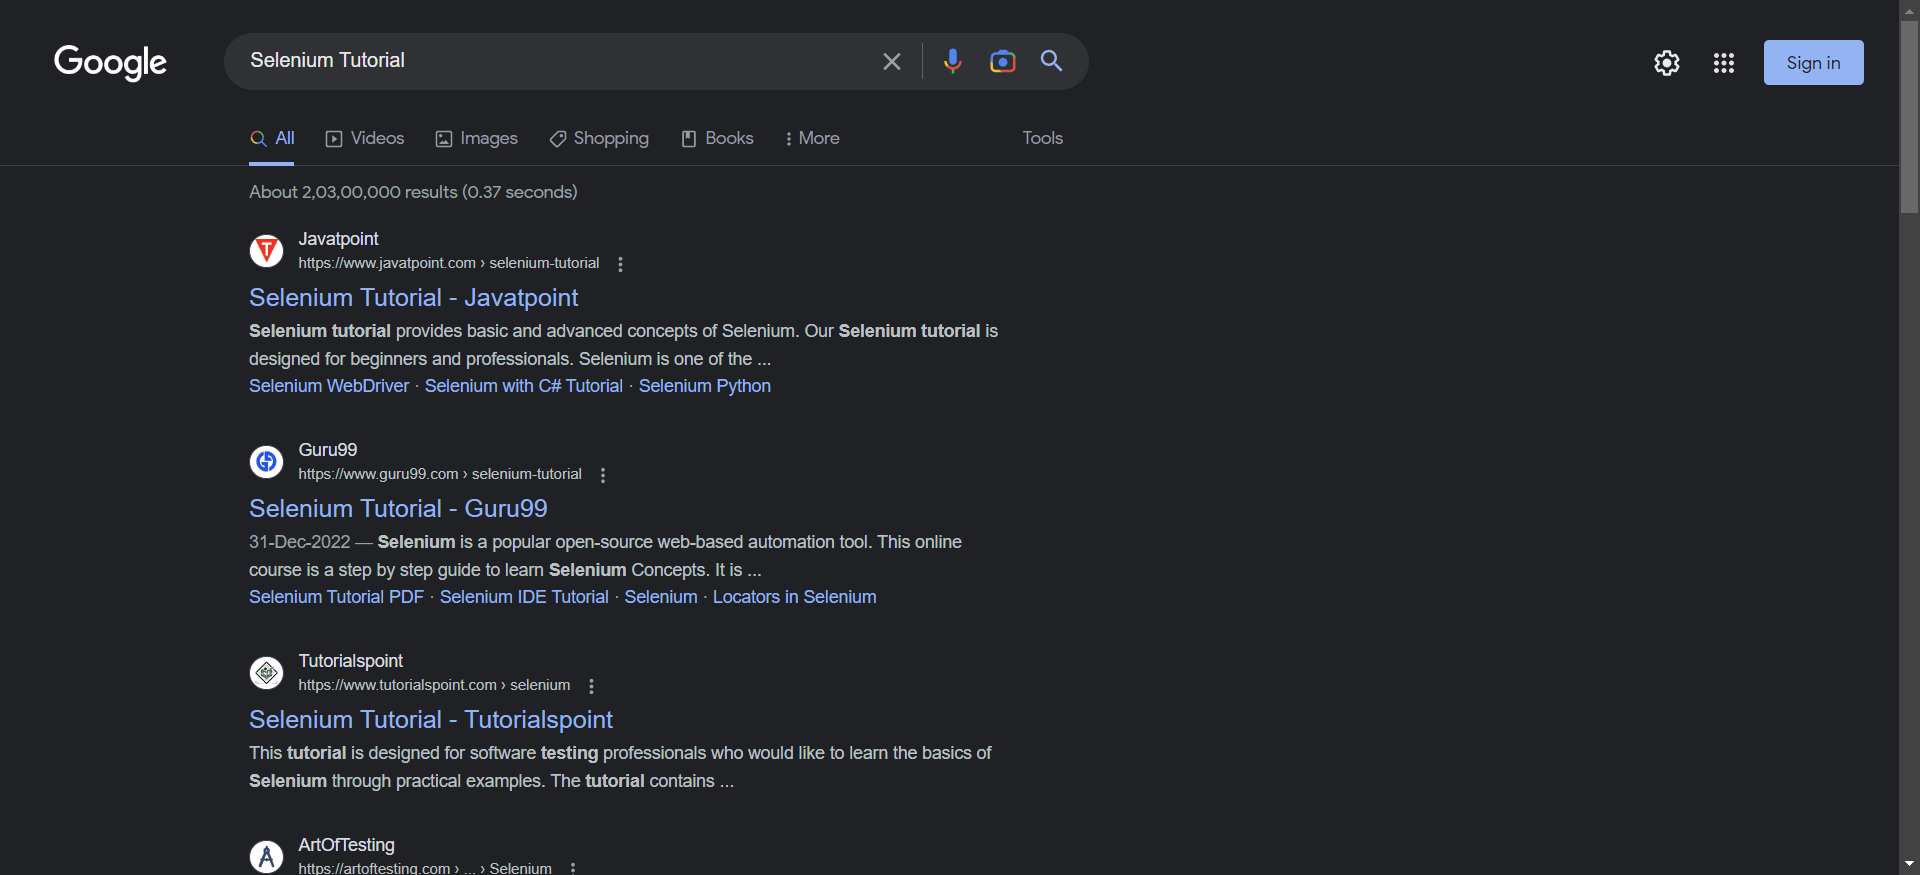 Google
Selenium Tutorial
Sign in
All Videos Images Shopping Books More Tools
About 2,03,00,000 results (0.37 seconds)
Javatpoint
https://www.javatpoint.com › selenium-tutorial
Selenium Tutorial - Javatpoint
Selenium tutorial provides basic and advanced concepts of Selenium. Our Selenium tutorial is
designed for beginners and professionals. Selenium is one of the ...
Selenium WebDriver · Selenium with C# Tutorial · Selenium Python
Guru99
https://www.guru99.com › selenium-tutorial
Selenium Tutorial - Guru99
31-Dec-2022 — Selenium is a popular open-source web-based automation tool. This online
course is a step by step guide to learn Selenium Concepts. It is ...
Selenium Tutorial PDF · Selenium IDE Tutorial · Selenium · Locators in Selenium
Tutorialspoint
https://www.tutorialspoint.com › selenium
Selenium Tutorial - Tutorialspoint
This tutorial is designed for software testing professionals who would like to learn the basics of
Selenium through practical examples. The tutorial contains ...
ArtOfTesting
https://artoftesting.com › ... › Selenium